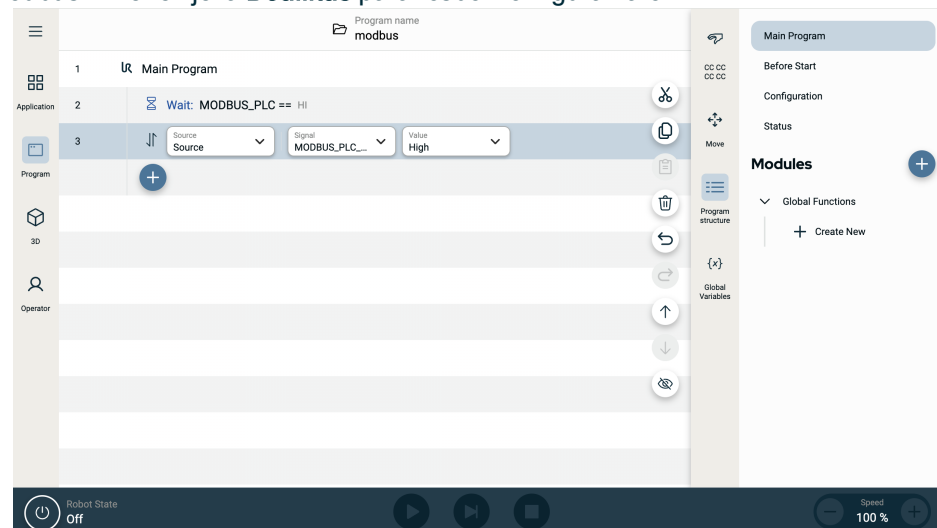 Program name
modbus
Application
Program
3D
Operator
1 Main Program
2 Wait: MODBUS_PLC == HI
3 Source Source Signal MODBUS_PLC_... Value High
CC CC
CC CC
Move
Program
structure
{x}
Global
Variables
Main Program
Before Start
Configuration
Status
Modules
Global Functions
Create New
Robot State
Off
Speed
100 %